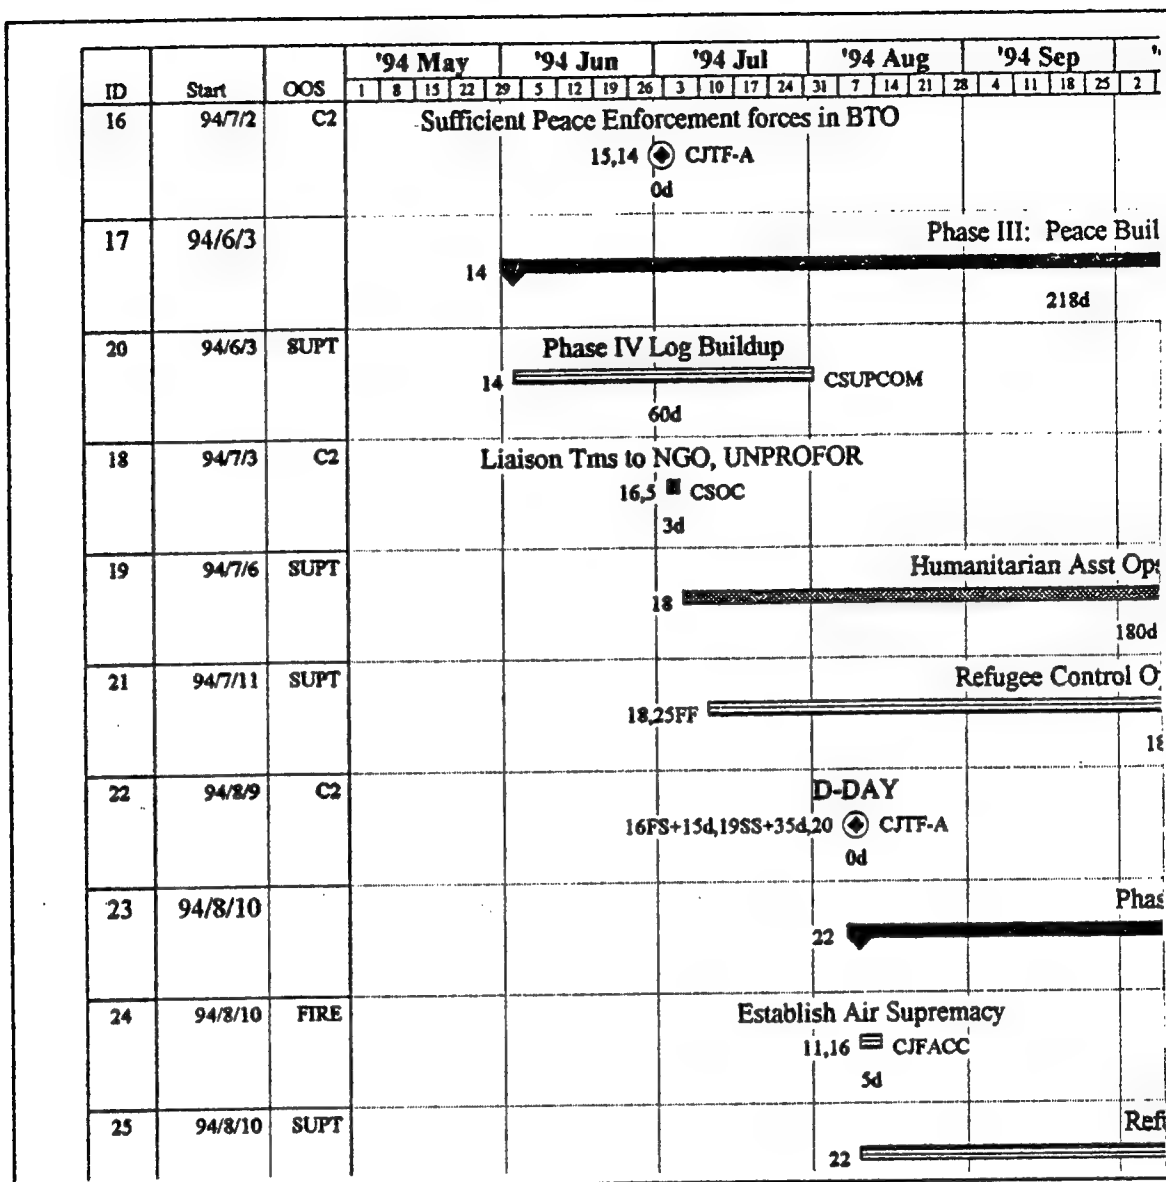 '94 May '94 Jun '94 Jul '94 Aug '94 Sep
ID Start OOS 1 8 15 22 29 5 12 19 26 3 10 17 24 31 7 14 21 28 4 11 18 25 2
16 94/7/2 C2 Sufficient Peace Enforcement forces in BTO
15,14 CJTF-A
0d
17 94/6/3 Phase III: Peace Buil
14
218d
20 94/6/3 SUPT Phase IV Log Buildup
14 CSUPCOM
60d
18 94/7/3 C2 Liaison Tms to NGO, UNPROFOR
16,5 CSOC
3d
19 94/7/6 SUPT Humanitarian Asst Ops
18
180d
21 94/7/11 SUPT Refugee Control O
18,25FF
18
22 94/8/9 C2 D-DAY
16FS+15d,19SS+35d,20 CJTF-A
0d
23 94/8/10 Phas
22
24 94/8/10 FIRE Establish Air Supremacy
11,16 CJFACC
5d
25 94/8/10 SUPT Refu
22